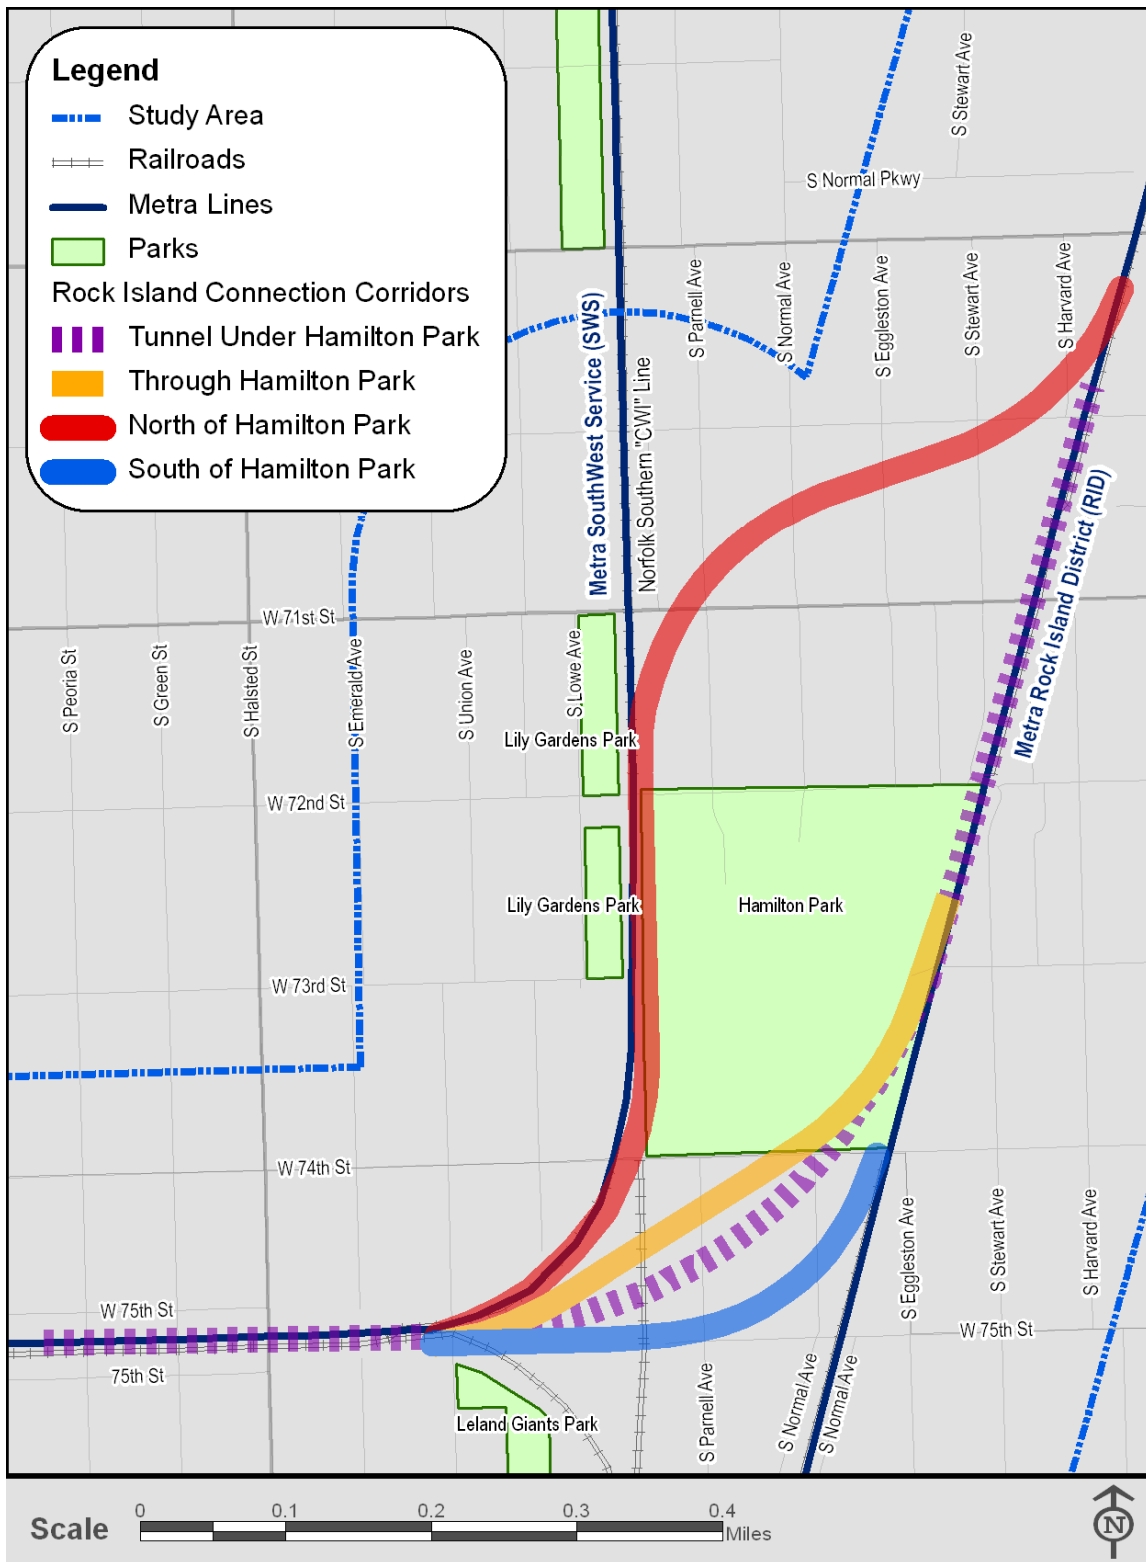 Legend
Study Area
Railroads
Metra Lines
Parks
Rock Island Connection Corridors
Tunnel Under Hamilton Park
Through Hamilton Park
North of Hamilton Park
South of Hamilton Park
S Stewart Ave
S Normal Pkwy
S Parnell Ave
S Normal Ave
S Eggleston Ave
S Stewart Ave
S Harvard Ave
Metra SouthWest Service (SWS)
Norfolk Southern "CWI" Line
Metra Rock Island District (RID)
W 71st St
S Peoria St
S Green St
S Halsted St
S Emerald Ave
S Union Ave
S Lowe Ave
Lily Gardens Park
W 72nd St
Lily Gardens Park
Hamilton Park
W 73rd St
W 74th St
S Eggleston Ave
S Stewart Ave
S Harvard Ave
W 75th St
W 75th St
75th St
S Parnell Ave
S Normal Ave
S Normal Ave
Leland Giants Park
Scale
0 0.1 0.2 0.3 0.4
Miles
N